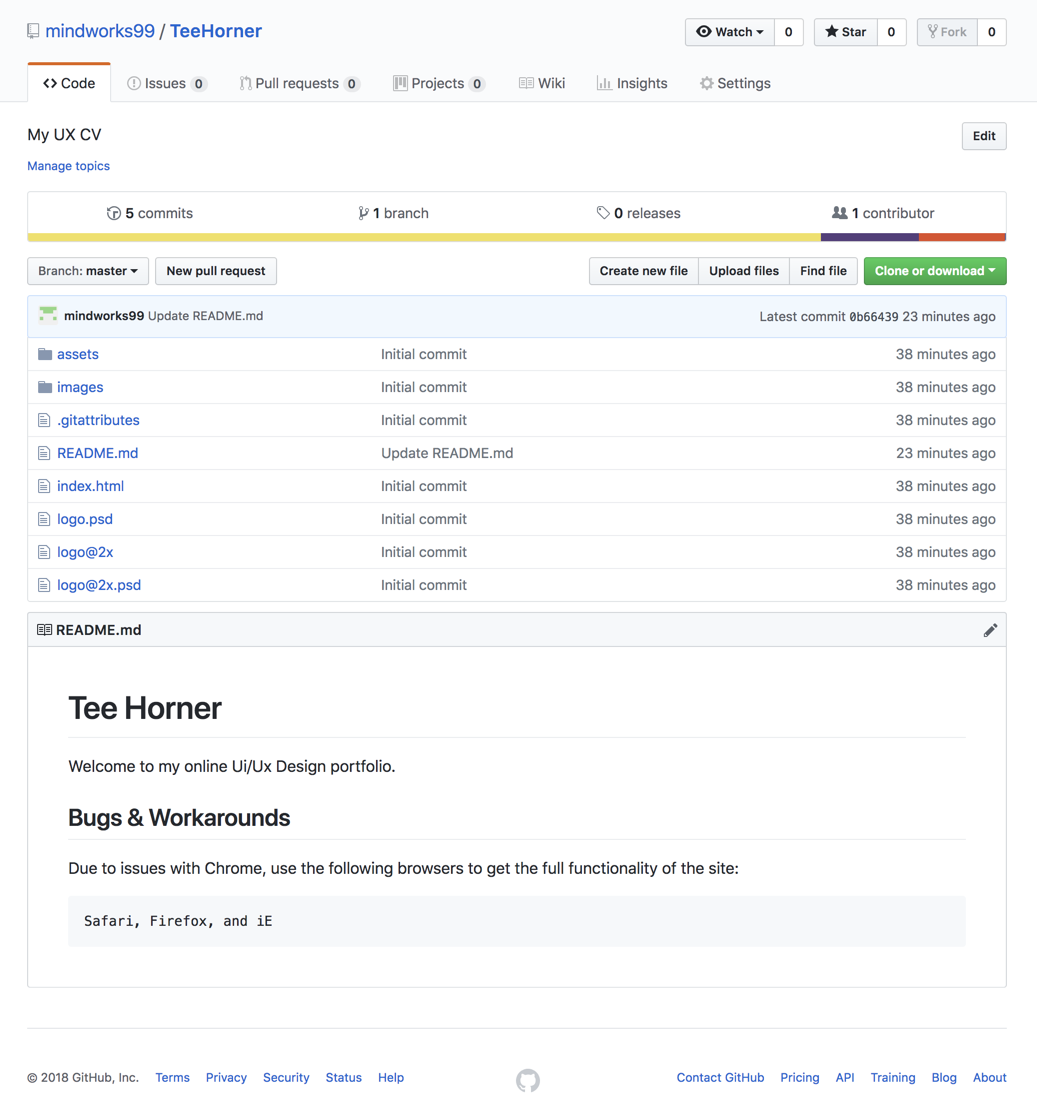 mindworks99 / TeeHorner
Watch 0 Star 0 Fork 0
Code Issues 0 Pull requests 0 Projects 0 Wiki Insights Settings
My UX CV
Edit
Manage topics
5 commits 1 branch 0 releases 1 contributor
Branch: master New pull request Create new file Upload files Find file Clone or download
mindworks99 Update README.md Latest commit 0b66439 23 minutes ago
assets Initial commit 38 minutes ago
images Initial commit 38 minutes ago
.gitattributes Initial commit 38 minutes ago
README.md Update README.md 23 minutes ago
index.html Initial commit 38 minutes ago
logo.psd Initial commit 38 minutes ago
logo@2x Initial commit 38 minutes ago
logo@2x.psd Initial commit 38 minutes ago
README.md
Tee Horner
Welcome to my online Ui/Ux Design portfolio.
Bugs & Workarounds
Due to issues with Chrome, use the following browsers to get the full functionality of the site:
Safari, Firefox, and iE
© 2018 GitHub, Inc. Terms Privacy Security Status Help Contact GitHub Pricing API Training Blog About